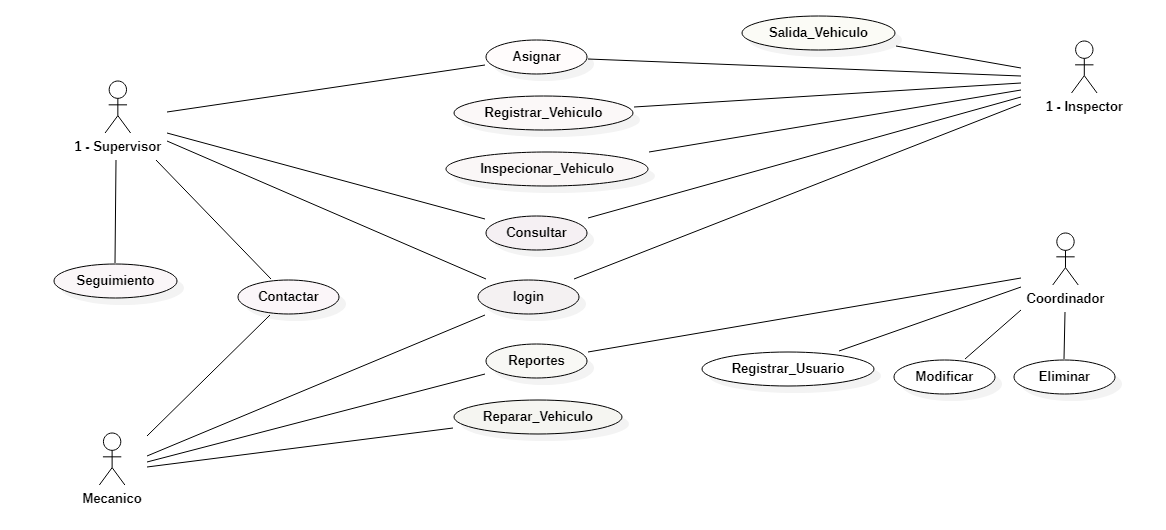 Salida_Vehiculo
Asignar
1 - Inspector
Registrar_Vehiculo
1 - Supervisor
Inspecionar_Vehiculo
Consultar
Seguimiento
Contactar
login
Coordinador
Reportes
Registrar_Usuario
Modificar
Eliminar
Reparar_Vehiculo
Mecanico